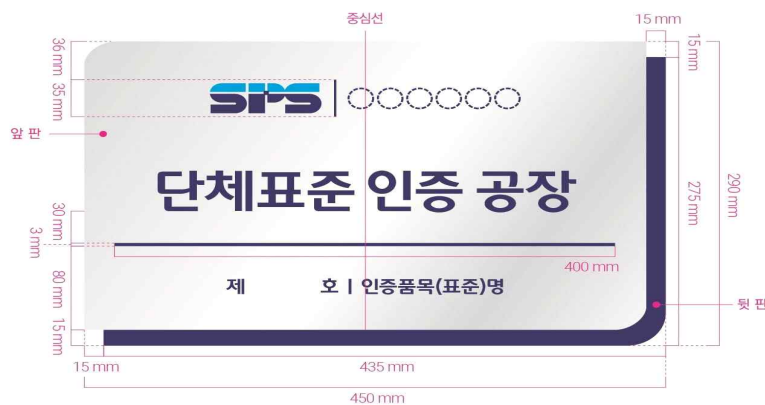 중심선
15 mm
36 mm
15 mm
35 mm
SPS
앞 판
단체표준 인증 공장
290 mm
275 mm
30 mm
3 mm
400 mm
80 mm
제 호 | 인증품목(표준)명
뒷 판
15 mm
15 mm
435 mm
450 mm